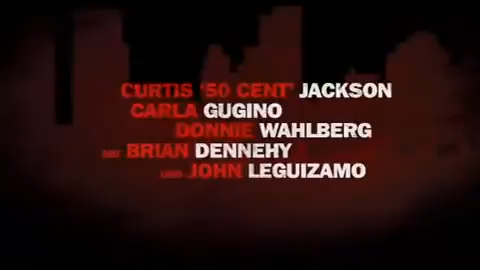 CURTIS '50 CENT' JACKSON
CARLA GUGINO
DONNIE WAHLBERG
BRIAN DENNEHY
JOHN LEGUIZAMO